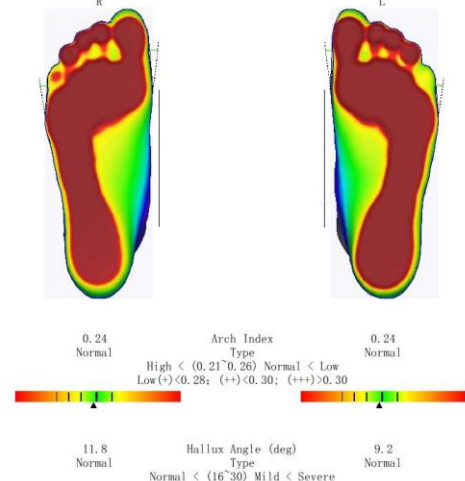 R L
0.24 Arch Index 0.24
Normal Type Normal
High < (0.21~0.26) Normal < Low
Low(+)<0.28; (++)<0.30; (+++)>0.30
11.8 Hallux Angle (deg) 9.2
Normal Type Normal
Normal < (16~30) Mild < Severe